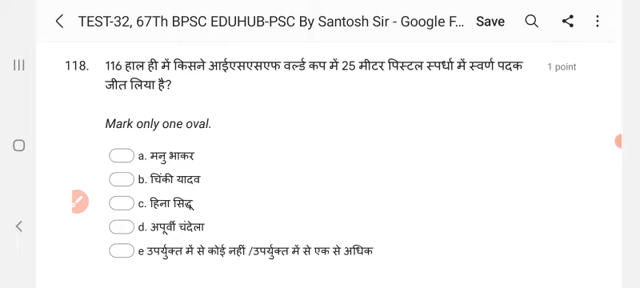 TEST-32, 67Th BPSC EDUHUB-PSC By Santosh Sir - Google F... Save
118. 116 हाल ही में किसने आईएसएसएफ वर्ल्ड कप में 25 मीटर पिस्टल स्पर्धा में स्वर्ण पदक 1 point
जीत लिया है?
Mark only one oval.
a. मनु भाकर
b. चिंकी यादव
c. हिना सिद्धू
d. अपूर्वी चंदेला
e उपर्युक्त में से कोई नहीं /उपर्युक्त में से एक से अधिक